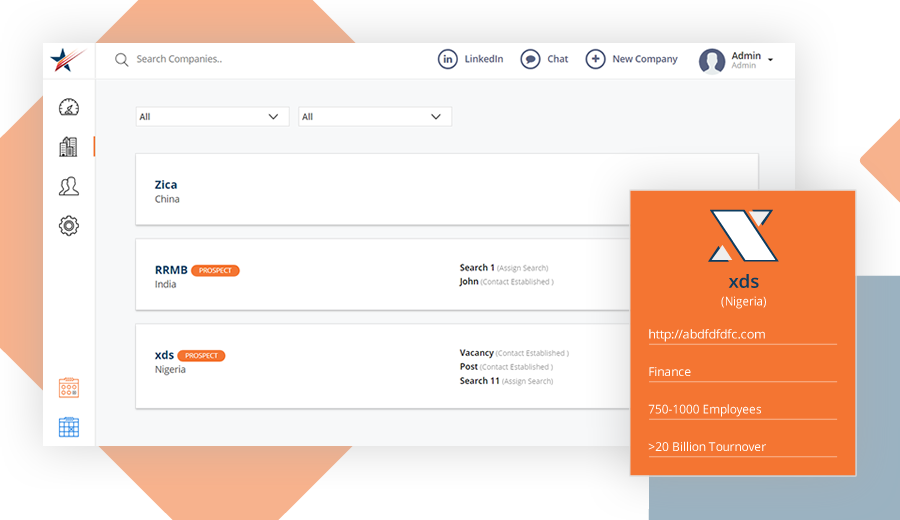 Search Companies..
in LinkedIn
Chat
New Company
Admin
Admin
All
All
Zica
China
RRMB PROSPECT
India
Search 1 (Assign Search)
John (Contact Established )
xds PROSPECT
Nigeria
Vacancy (Contact Established )
Post (Contact Established )
Search 11 (Assign Search)
xds
(Nigeria)
http://abdfdfdfc.com
Finance
750-1000 Employees
>20 Billion Tournover